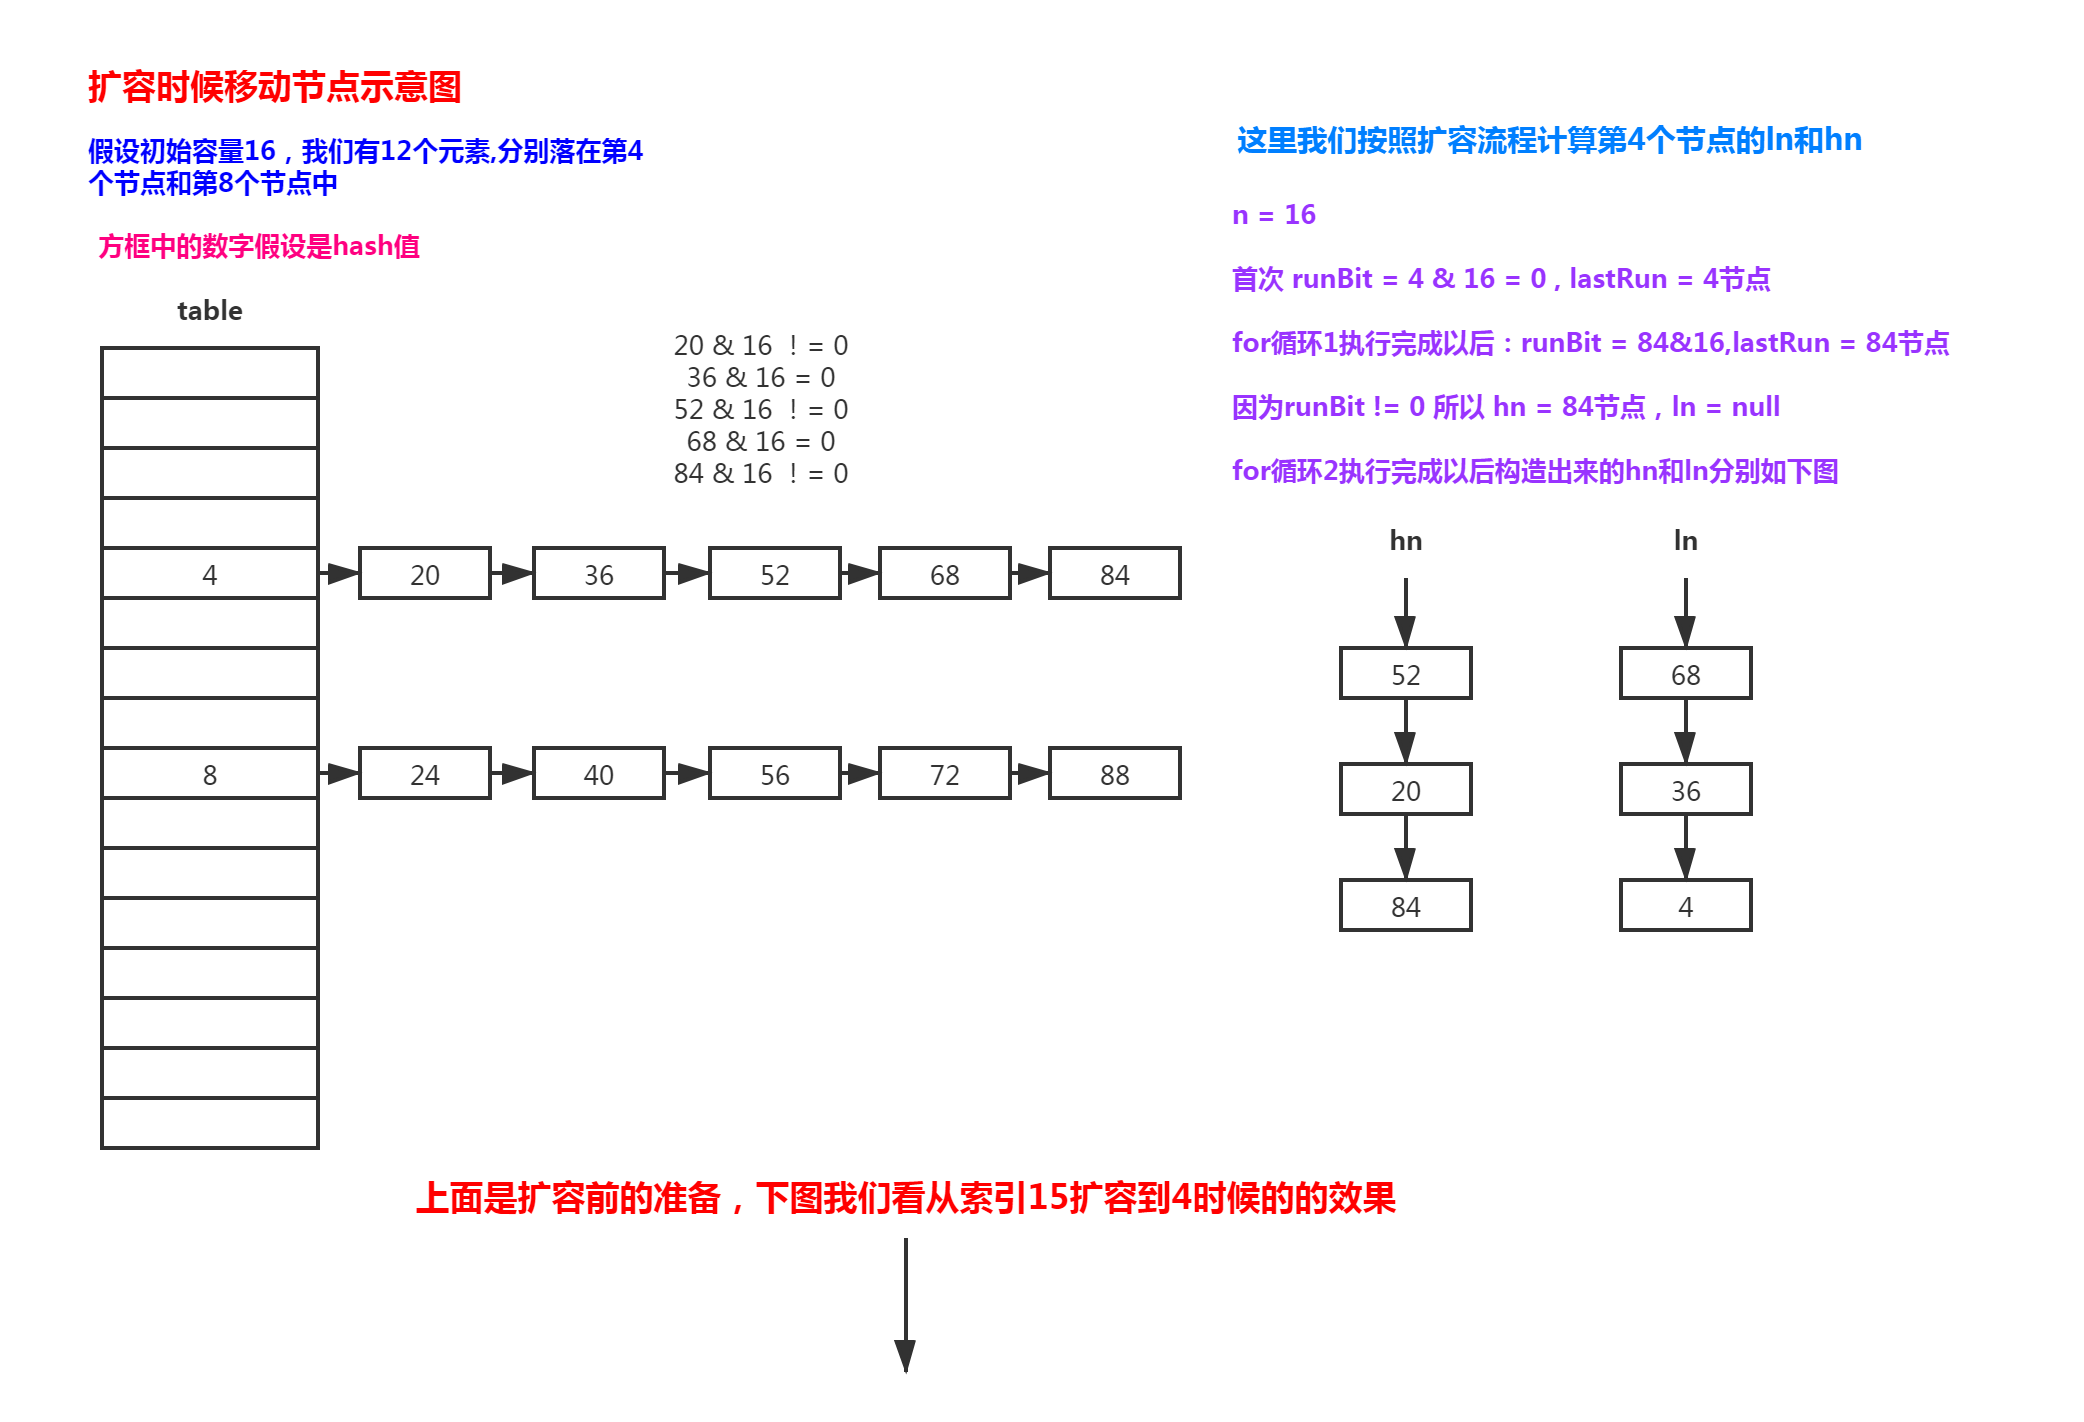 扩容时候移动节点示意图
假设初始容量16，我们有12个元素,分别落在第4
个节点和第8个节点中
方框中的数字假设是hash值
table
20 & 16 ! = 0
36 & 16 = 0
52 & 16 ! = 0
68 & 16 = 0
84 & 16 ! = 0
4 20 36 52 68 84
8 24 40 56 72 88
这里我们按照扩容流程计算第4个节点的ln和hn
n = 16
首次 runBit = 4 & 16 = 0 , lastRun = 4节点
for循环1执行完成以后：runBit = 84&16,lastRun = 84节点
因为runBit != 0 所以 hn = 84节点，ln = null
for循环2执行完成以后构造出来的hn和ln分别如下图
hn ln
52 68
20 36
84 4
上面是扩容前的准备，下图我们看从索引15扩容到4时候的的效果